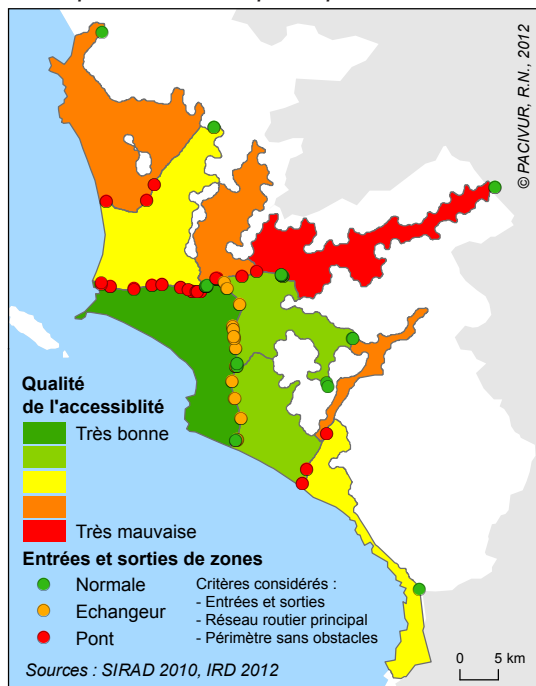 © PACIVUR, R.N., 2012
Qualité
de l'accessiblité
Très bonne
Très mauvaise
Entrées et sorties de zones
Normale
Echangeur
Pont
Critères considérés :
- Entrées et sorties
- Réseau routier principal
- Périmètre sans obstacles
Sources : SIRAD 2010, IRD 2012
0 5 km